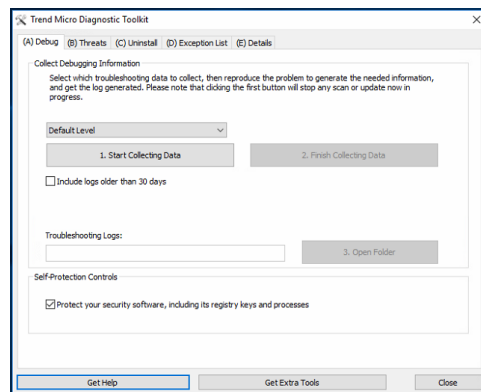 Trend Micro Diagnostic Toolkit
(A) Debug (B) Threats (C) Uninstall (D) Exception List (E) Details
Collect Debugging Information
Select which troubleshooting data to collect, then reproduce the problem to generate the needed information,
and get the log generated. Please note that clicking the first button will stop any scan or update now in
progress.
Default Level
1. Start Collecting Data 2. Finish Collecting Data
Include logs older than 30 days
Troubleshooting Logs:
3. Open Folder
Self-Protection Controls
Protect your security software, including its registry keys and processes
Get Help Get Extra Tools Close